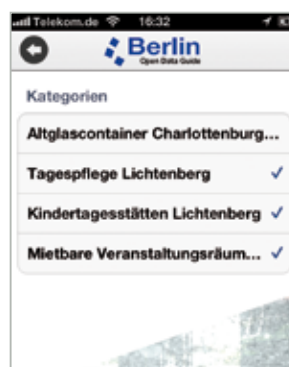 Telekom.de 16:32
Berlin
Open Data Guide
Kategorien
Altglascontainer Charlottenburg...
Tagespflege Lichtenberg
Kindertagesstätten Lichtenberg
Mietbare Veranstaltungsräum...